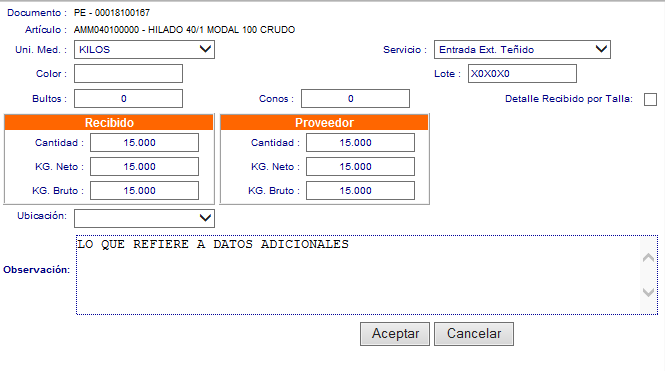 Documento : PE - 00018100167
Artículo : AMM040100000 - HILADO 40/1 MODAL 100 CRUDO
Uni. Med. : KILOS Servicio : Entrada Ext. Teñido
Color : Lote : X0X0X0
Bultos : 0 Conos : 0 Detalle Recibido por Talla:
Recibido Proveedor
Cantidad : 15.000 Cantidad : 15.000
KG. Neto : 15.000 KG. Neto : 15.000
KG. Bruto : 15.000 KG. Bruto : 15.000
Ubicación:
LO QUE REFIERE A DATOS ADICIONALES
Observación:
Aceptar Cancelar